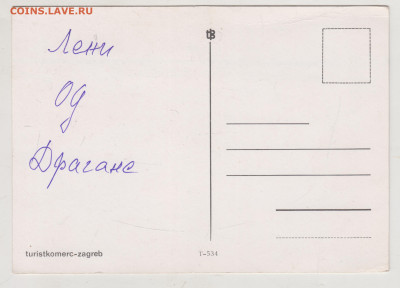 COINS.LAVE.RU
Лени
од
Драгане
turistkomerc-zagreb
T-534